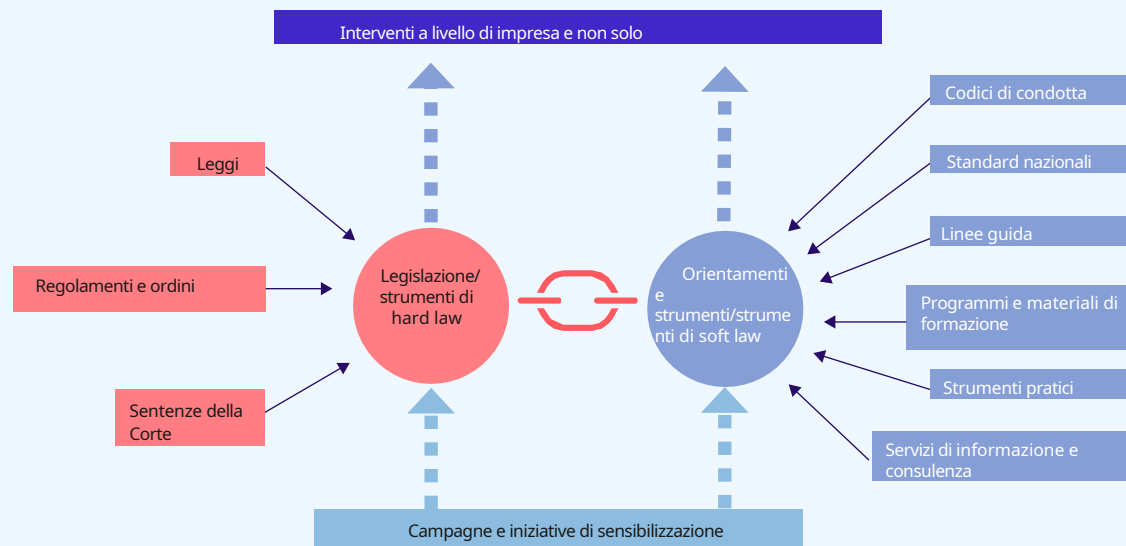 Interventi a livello di impresa e non solo
Leggi
Regolamenti e ordini
Sentenze della
Corte
Legislazione/
strumenti di
hard law
Orientamenti
e
strumenti/strume
nti di soft law
Codici di condotta
Standard nazionali
Linee guida
Programmi e materiali di
formazione
Strumenti pratici
Servizi di informazione e
consulenza
Campagne e iniziative di sensibilizzazione